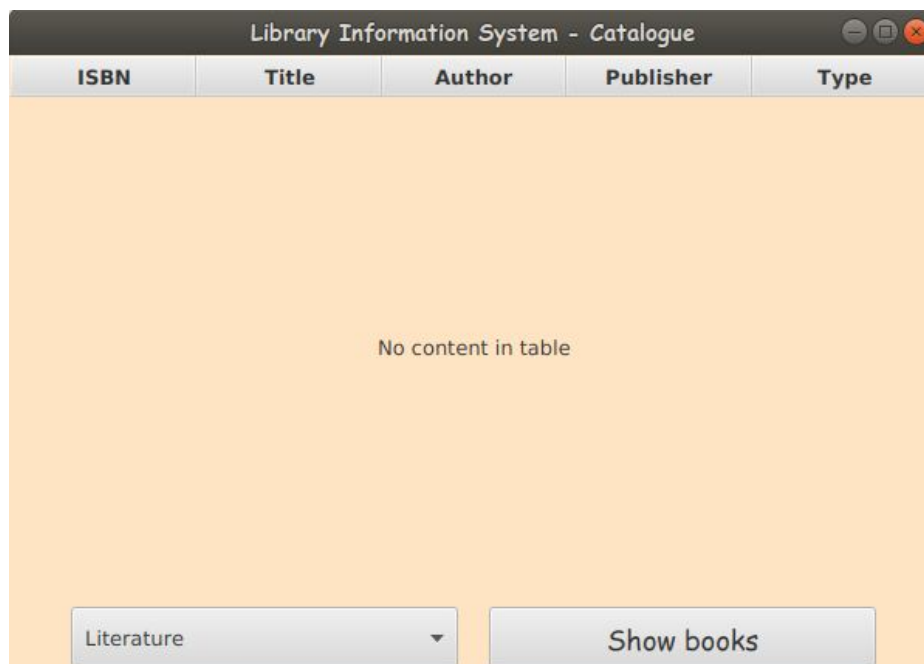 Library Information System - Catalogue
ISBN Title Author Publisher Type
No content in table
Literature Show books